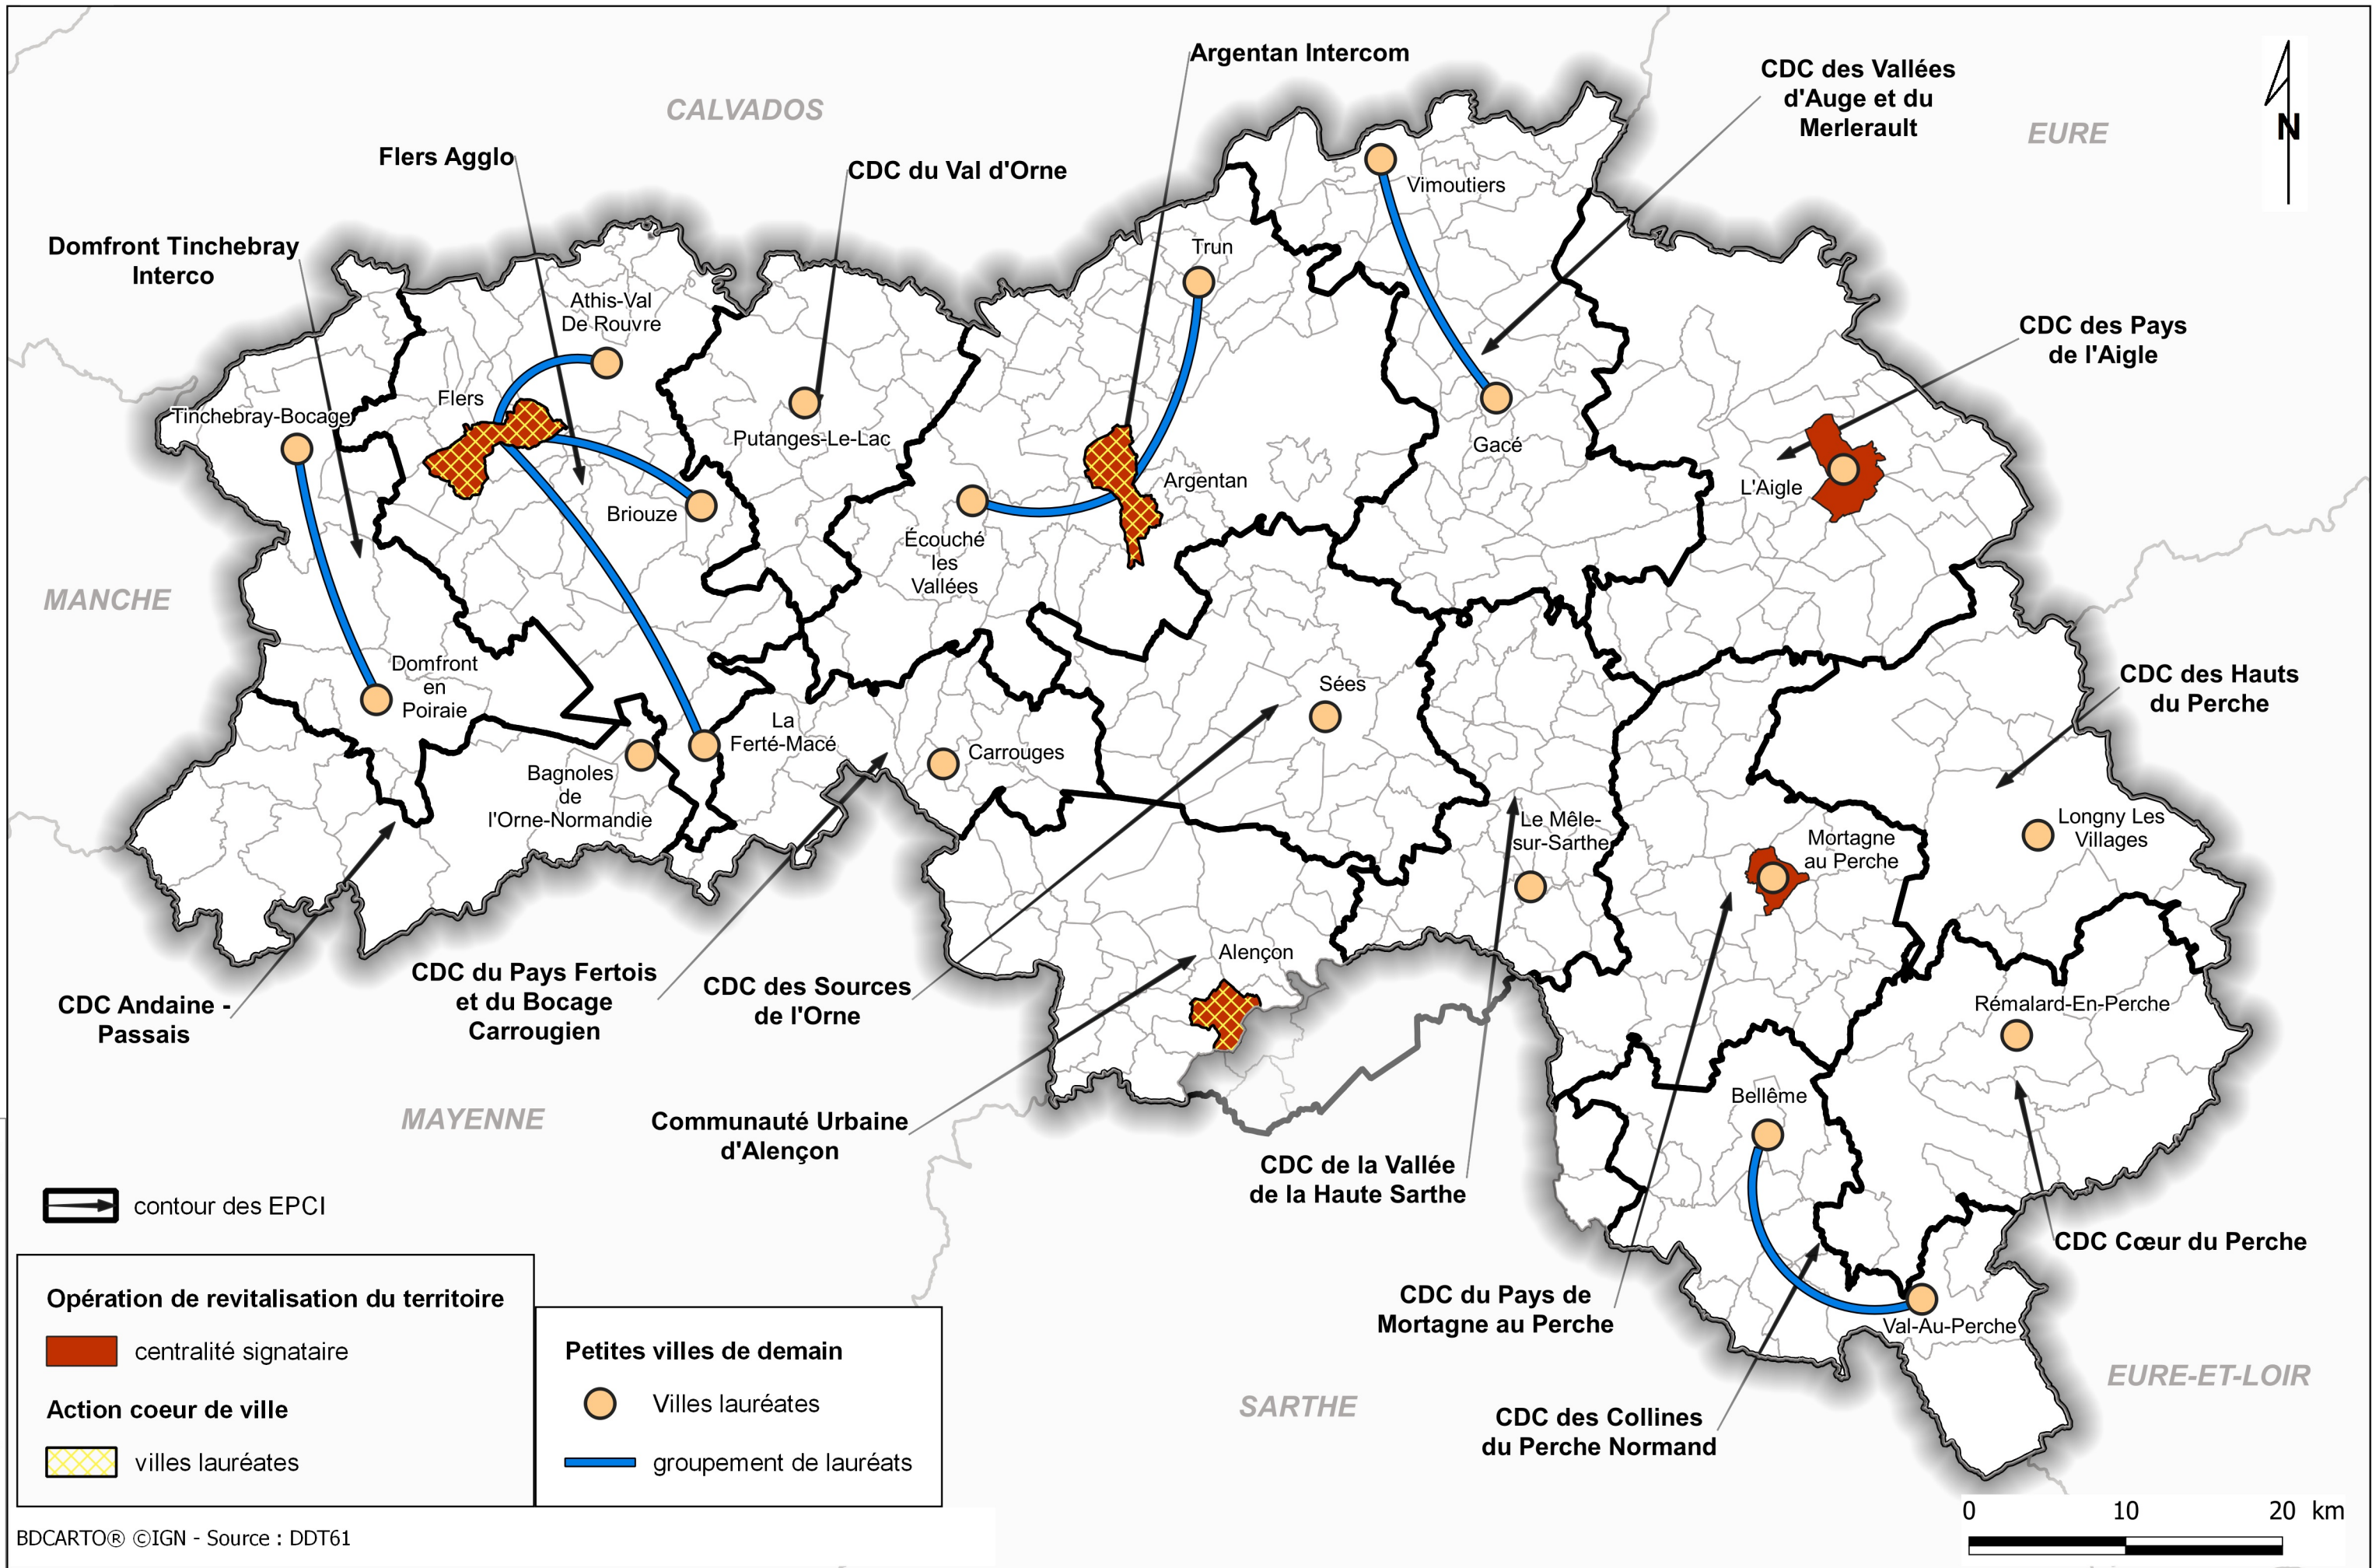 Argentan Intercom
CDC des Vallées
d'Auge et du
Merlerault
CALVADOS
EURE
N
Flers Agglo
CDC du Val d'Orne
Vimoutiers
Domfront Tinchebray
Interco
Trun
Athis-Val
De Rouvre
CDC des Pays
de l'Aigle
Flers
Tinchebray-Bocage
Putanges-Le-Lac
Gacé
Argentan
L'Aigle
Briouze
Écouché
les
Vallées
MANCHE
Domfront
en
Poiraie
Sées
CDC des Hauts
du Perche
La
Ferté-Macé
Carrouges
Bagnoles
de
l'Orne-Normandie
Le Mêle-
sur-Sarthe
Longny Les
Villages
Mortagne
au Perche
Alençon
CDC du Pays Fertois
et du Bocage
Carrougien
CDC des Sources
de l'Orne
CDC Andaine -
Passais
Rémalard-En-Perche
Bellême
MAYENNE
Communauté Urbaine
d'Alençon
CDC de la Vallée
de la Haute Sarthe
CDC Cœur du Perche
CDC du Pays de
Mortagne au Perche
Val-Au-Perche
EURE-ET-LOIR
SARTHE
CDC des Collines
du Perche Normand
contour des EPCI
Opération de revitalisation du territoire
centralité signataire
Action coeur de ville
villes lauréates
Petites villes de demain
Villes lauréates
groupement de lauréats
BDCARTO® ©IGN - Source : DDT61
0 10 20 km